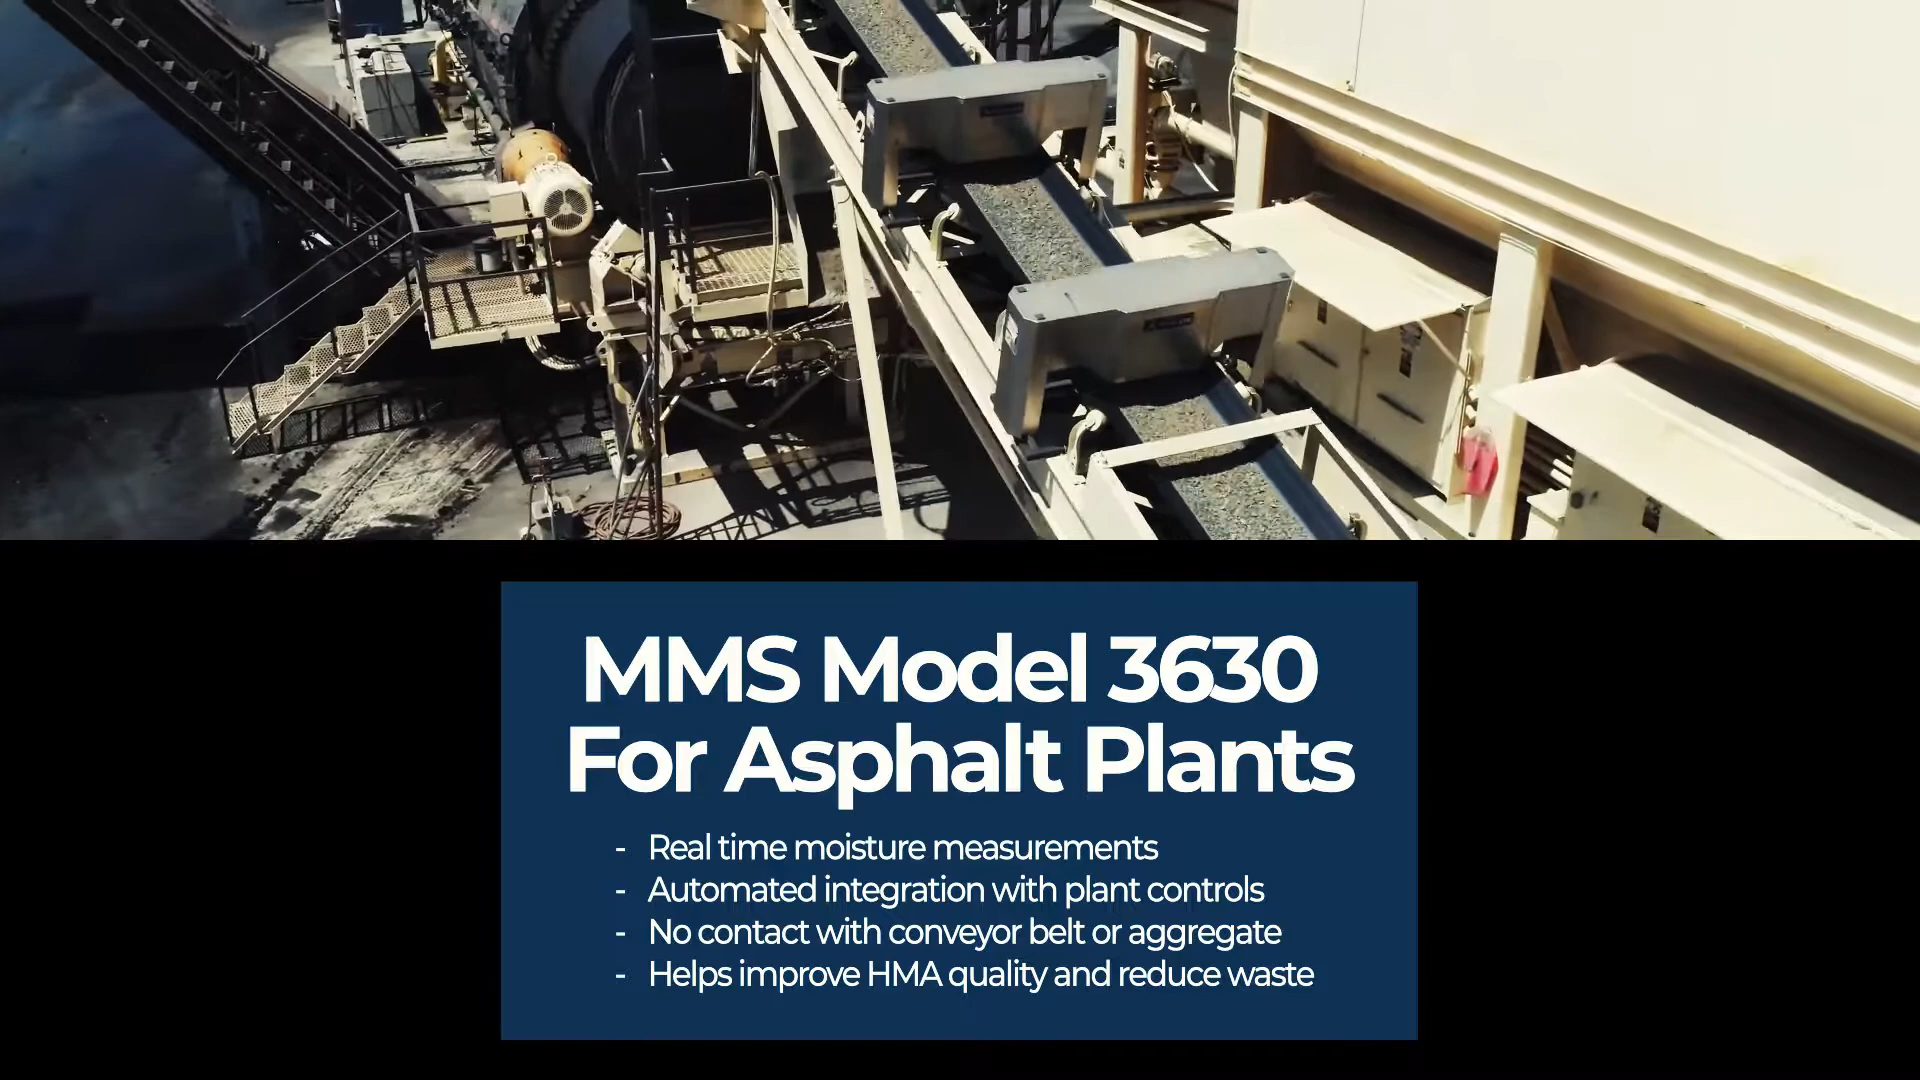 MMS Model 3630
For Asphalt Plants
- Real time moisture measurements
- Automated integration with plant controls
- No contact with conveyor belt or aggregate
- Helps improve HMA quality and reduce waste